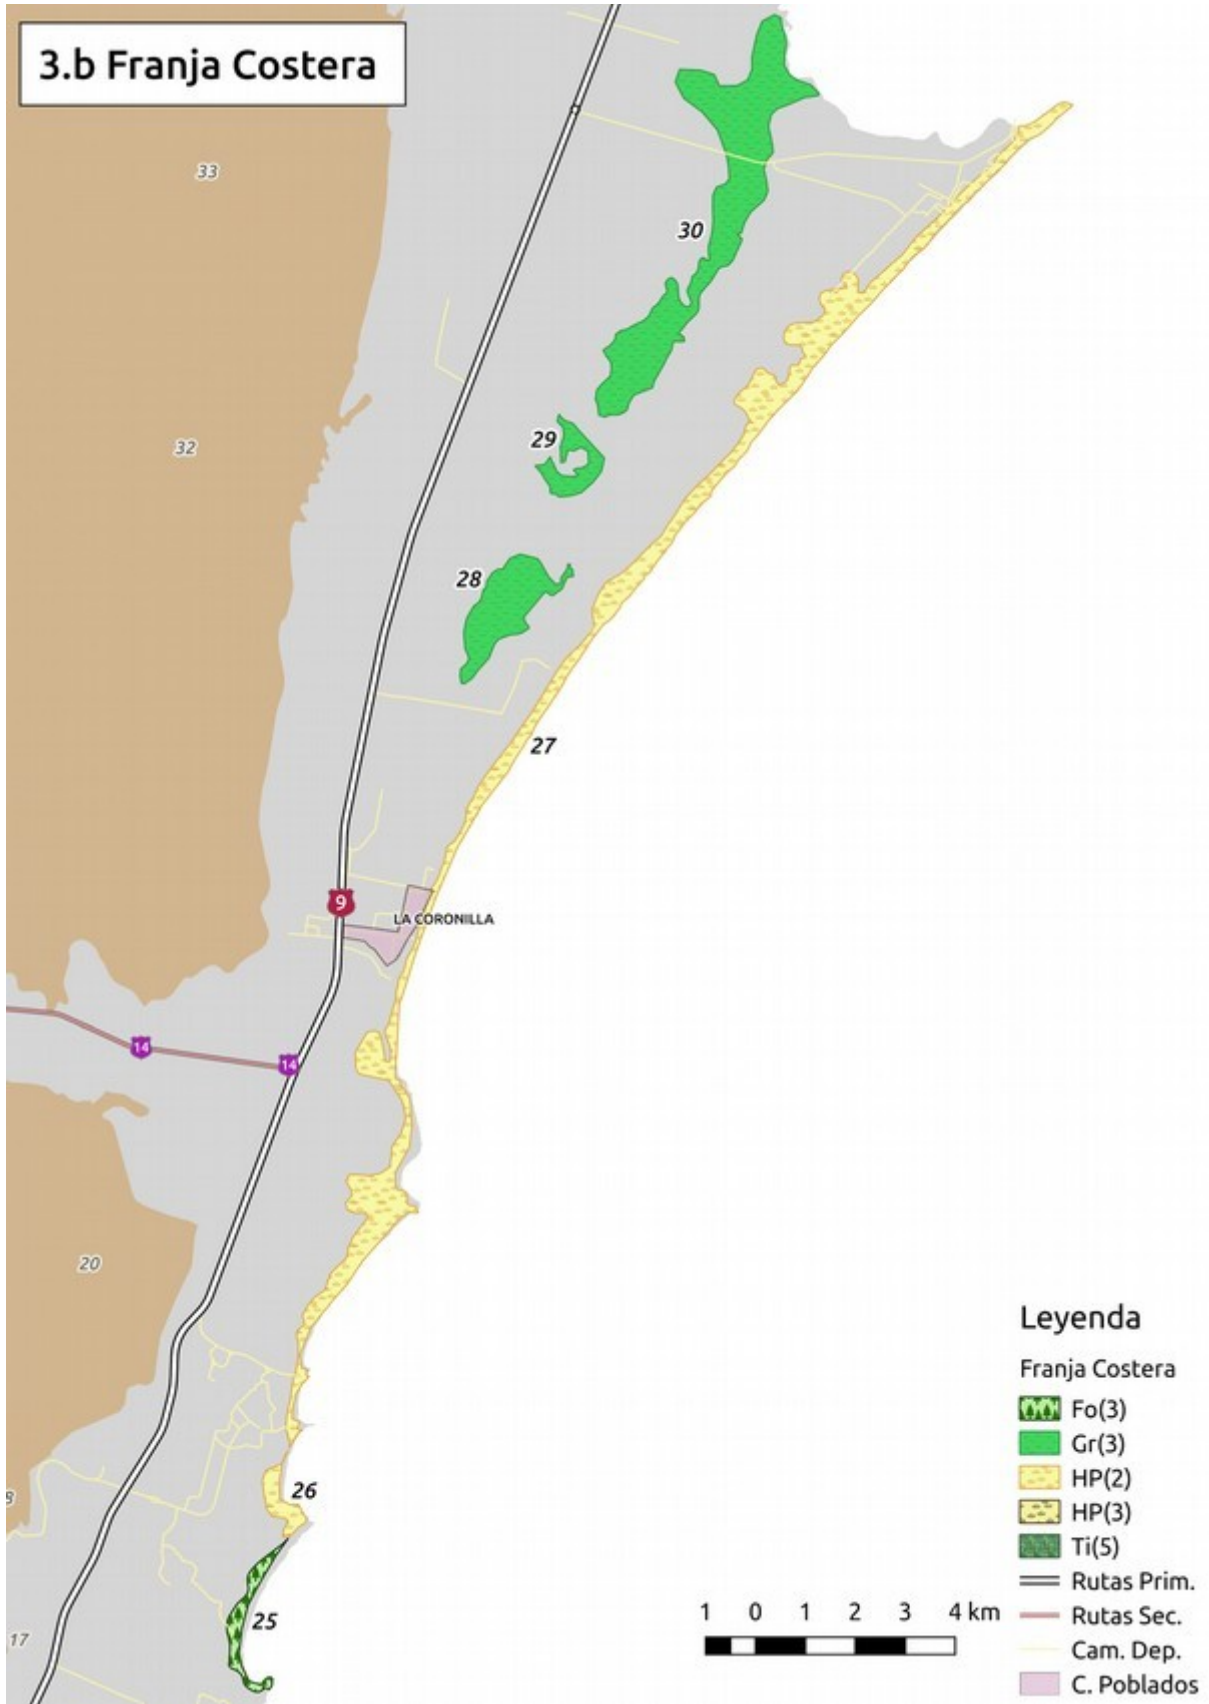 3.b Franja Costera
33
30
32
29
28
27
9
LA CORONILLA
14
14
20
26
25
17
Leyenda
Franja Costera
Fo(3)
Gr(3)
HP(2)
HP(3)
Ti(5)
Rutas Prim.
Rutas Sec.
Cam. Dep.
C. Poblados
1 0 1 2 3 4 km